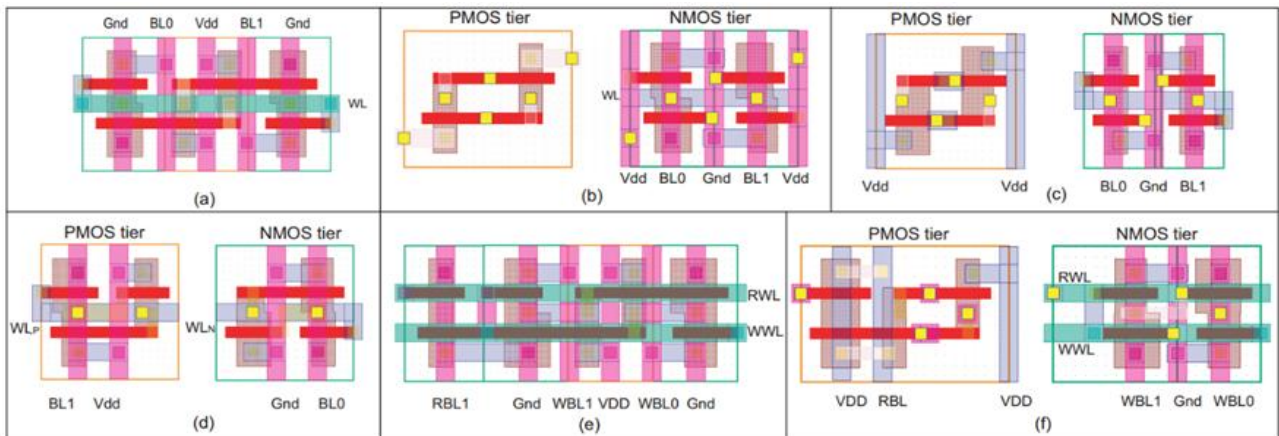 Gnd BL0 Vdd BL1 Gnd
WL
(a)
PMOS tier NMOS tier
WL
Vdd BL0 Gnd BL1 Vdd
(b)
PMOS tier NMOS tier
Vdd Vdd BL0 Gnd BL1
(c)
PMOS tier NMOS tier
WLP WLN
BL1 Vdd Gnd BL0
(d)
RWL
WWL
RBL1 Gnd WBL1 VDD WBL0 Gnd
(e)
PMOS tier NMOS tier
RWL
WWL
VDD RBL VDD WBL1 Gnd WBL0
(f)